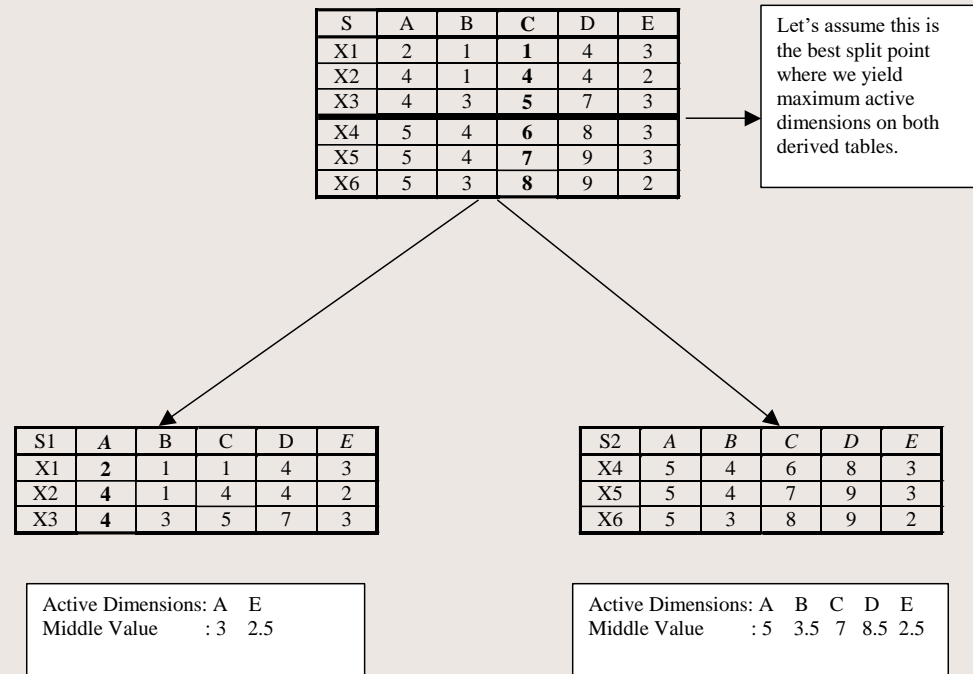 S A B C D E
X1 2 1 1 4 3
X2 4 1 4 4 2
X3 4 3 5 7 3
X4 5 4 6 8 3
X5 5 4 7 9 3
X6 5 3 8 9 2
Let's assume this is
the best split point
where we yield
maximum active
dimensions on both
derived tables.
S1 A B C D E
X1 2 1 1 4 3
X2 4 1 4 4 2
X3 4 3 5 7 3
S2 A B C D E
X4 5 4 6 8 3
X5 5 4 7 9 3
X6 5 3 8 9 2
Active Dimensions: A E
Middle Value : 3 2.5
Active Dimensions: A B C D E
Middle Value : 5 3.5 7 8.5 2.5